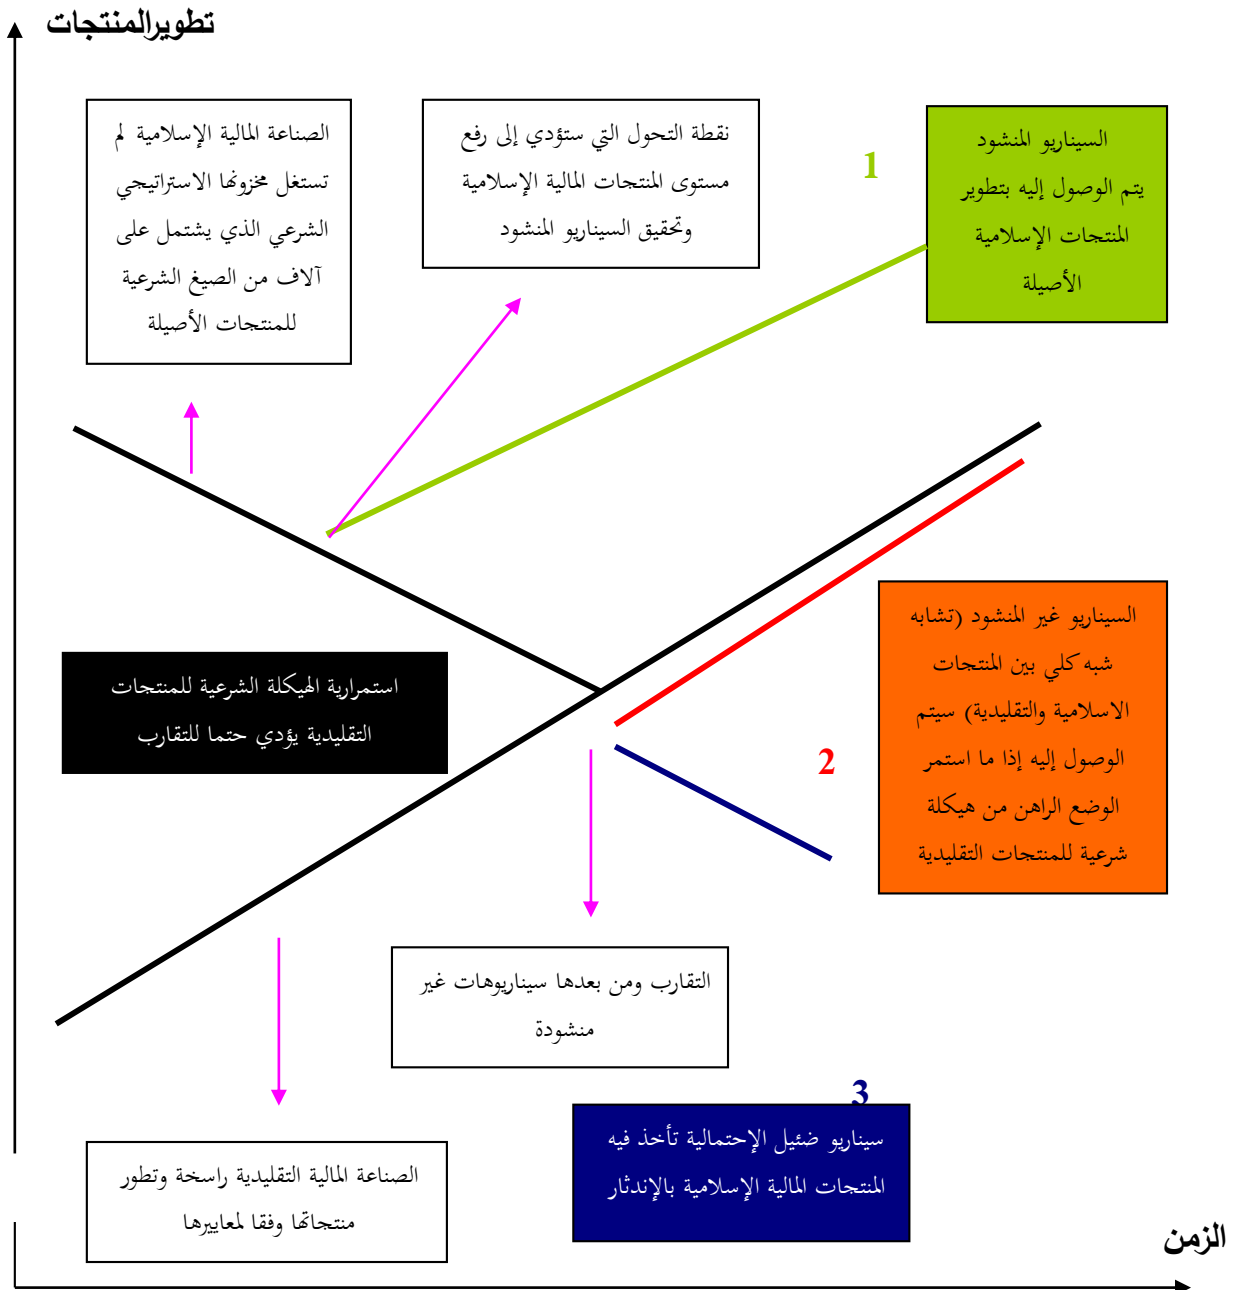 تطويرالمنتجات
السيناريو المنشود
يتم الوصول إليه بتطوير
المنتجات الإسلامية
الأصيلة
1
نقطة التحول التي ستؤدي إلى رفع
مستوى المنتجات المالية الإسلامية
وتحقيق السيناريو المنشود
الصناعة المالية الإسلامية لم
تستغل مخزونها الاستراتيجي
الشرعي الذي يشتمل على
آلاف من الصيغ الشرعية
للمنتجات الأصيلة
السيناريو غير المنشود (تشابه
شبه كلي بين المنتجات
الاسلامية والتقليدية) سيتم
الوصول إليه إذا ما استمر
الوضع الراهن من هيكلة
شرعية للمنتجات التقليدية
2
استمرارية الهيكلة الشرعية للمنتجات
التقليدية يؤدي حتما للتقارب
التقارب ومن بعدها سيناريوهات غير
منشودة
3
سيناريو ضئيل الإحتمالية تأخذ فيه
المنتجات المالية الإسلامية بالإندثار
الصناعة المالية التقليدية راسخة وتطور
منتجاتها وفقا لمعاييرها
الزمن